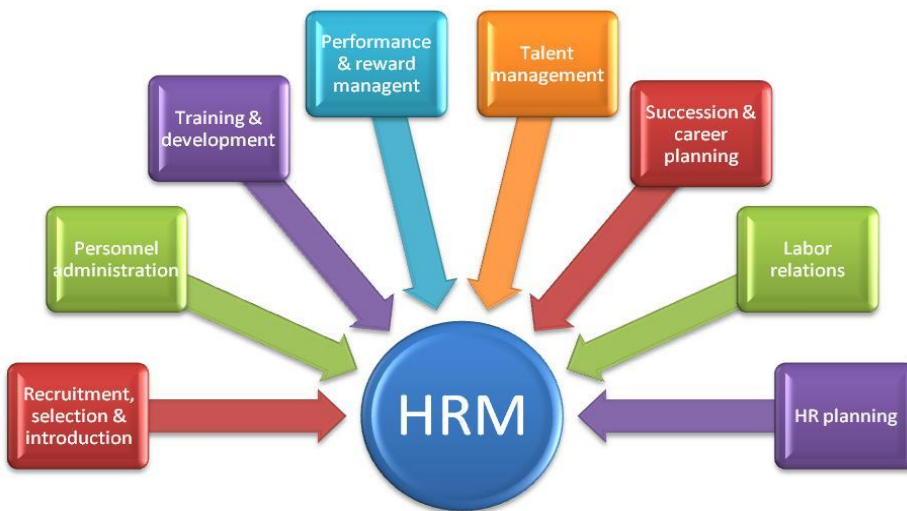 Performance
& reward
managent
Talent
management
Training &
development
Succession &
career
planning
Personnel
administration
Labor
relations
Recruitment,
selection &
introduction
HRM
HR planning